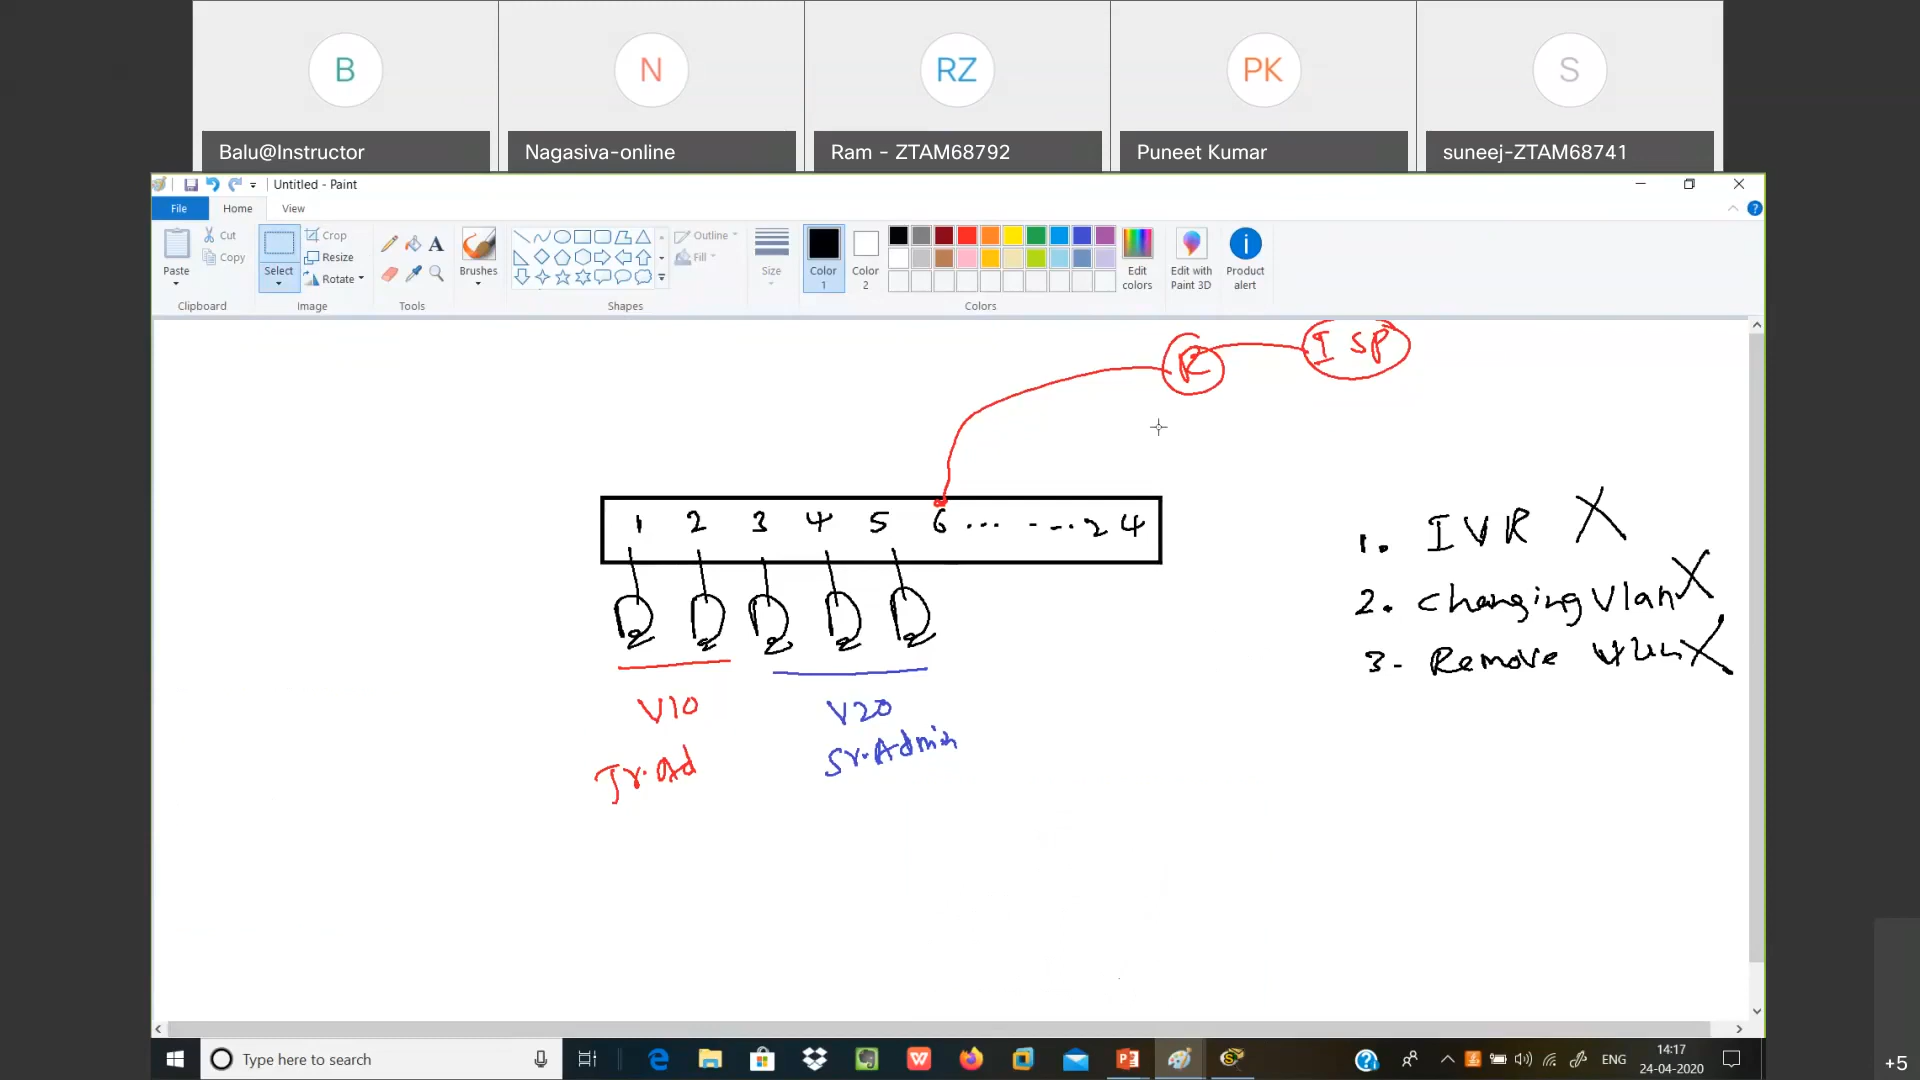 B N RZ PK S
Balu@Instructor Nagasiva-online Ram - ZTAM68792 Puneet Kumar suneej-ZTAM68741
Untitled - Paint
File Home View
Cut
Copy
Paste
Clipboard
Select
Crop
Resize
Rotate
Image
A
Tools
Brushes
Shapes
Outline
Fill
Size
Color 1
Color 2
Edit colors
Colors
Edit with Paint 3D
Product alert
R ISP
1 2 3 4 5 6 ... - - .. 24
V10
Jr.Ad
V20
Sr.Admin
1. IVR X
2. changing Vlan X
3- Remove X
Type here to search
ENG
14:17
24-04-2020
+5